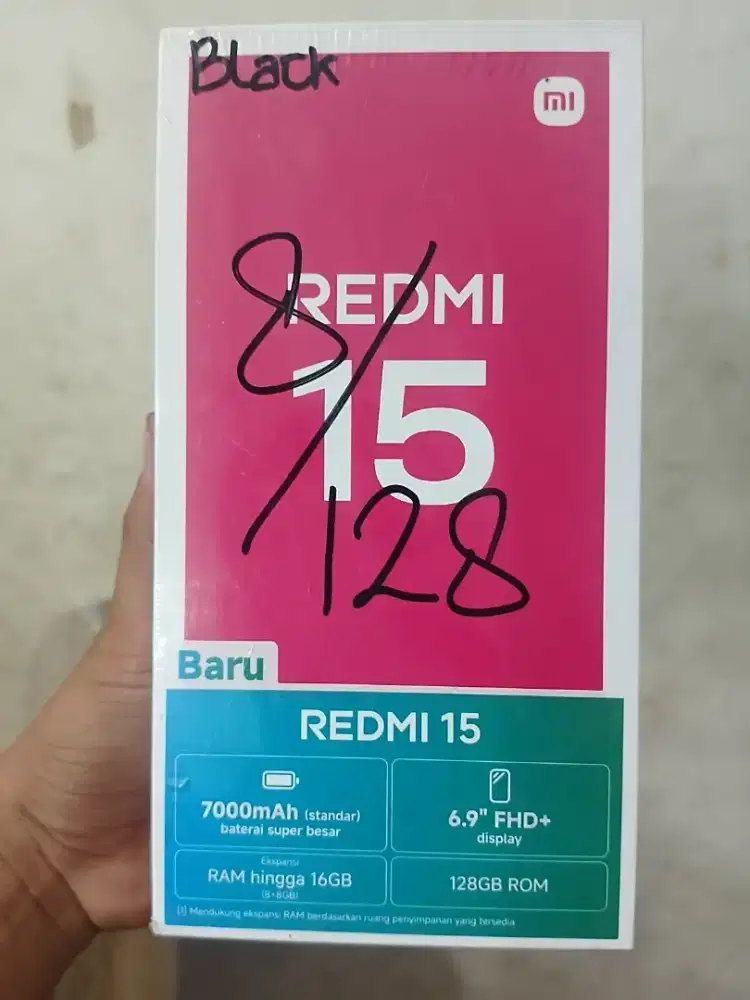 Black
mi
REDMI
15
8/128
Baru
REDMI 15
7000mAh (standar)
baterai super besar
6.9" FHD+
display
Ekspansi
RAM hingga 16GB
(8+8GB)
128GB ROM
(1) Mendukung ekspansi RAM berdasarkan ruang penyimpanan yang tersedia